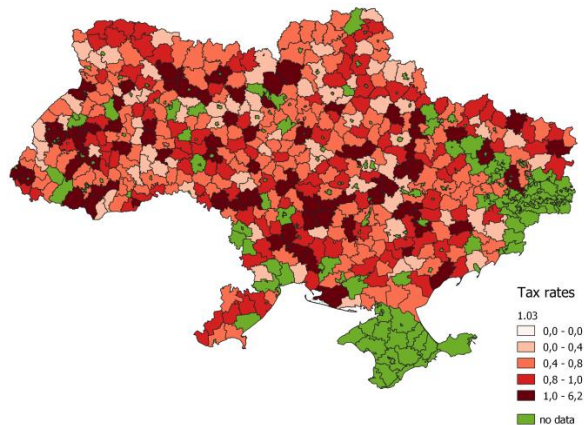 Tax rates
1.03
0,0 - 0,0
0,0 - 0,4
0,4 - 0,8
0,8 - 1,0
1,0 - 6,2
no data